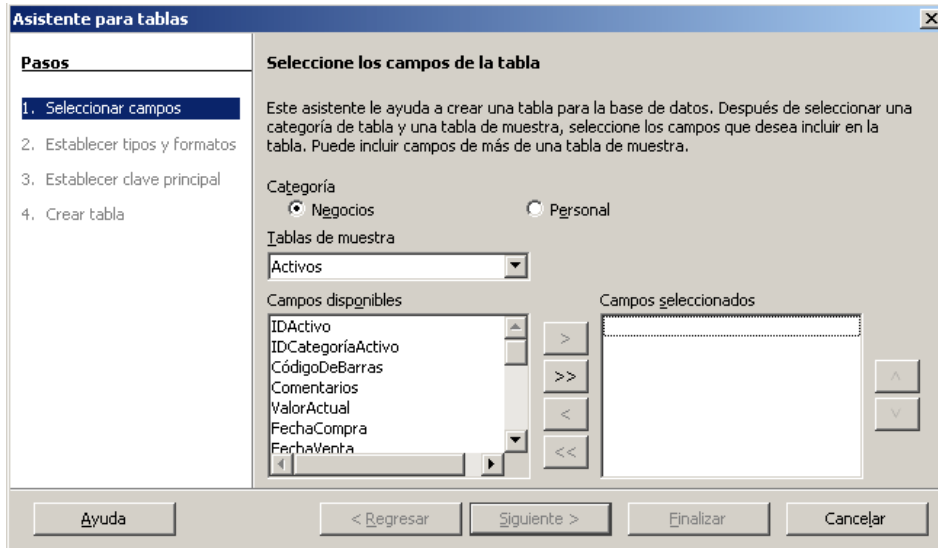 Asistente para tablas
Pasos
1. Seleccionar campos
2. Establecer tipos y formatos
3. Establecer clave principal
4. Crear tabla
Seleccione los campos de la tabla
Este asistente le ayuda a crear una tabla para la base de datos. Después de seleccionar una
categoría de tabla y una tabla de muestra, seleccione los campos que desea incluir en la
tabla. Puede incluir campos de más de una tabla de muestra.
Categoría
Negocios Personal
Tablas de muestra
Activos
Campos disponibles
IDActivo
IDCategoríaActivo
CódigoDeBarras
Comentarios
ValorActual
FechaCompra
FechaVenta
>
>>
<
<<
Campos seleccionados
Ayuda
< Regresar
Siguiente >
Finalizar
Cancelar